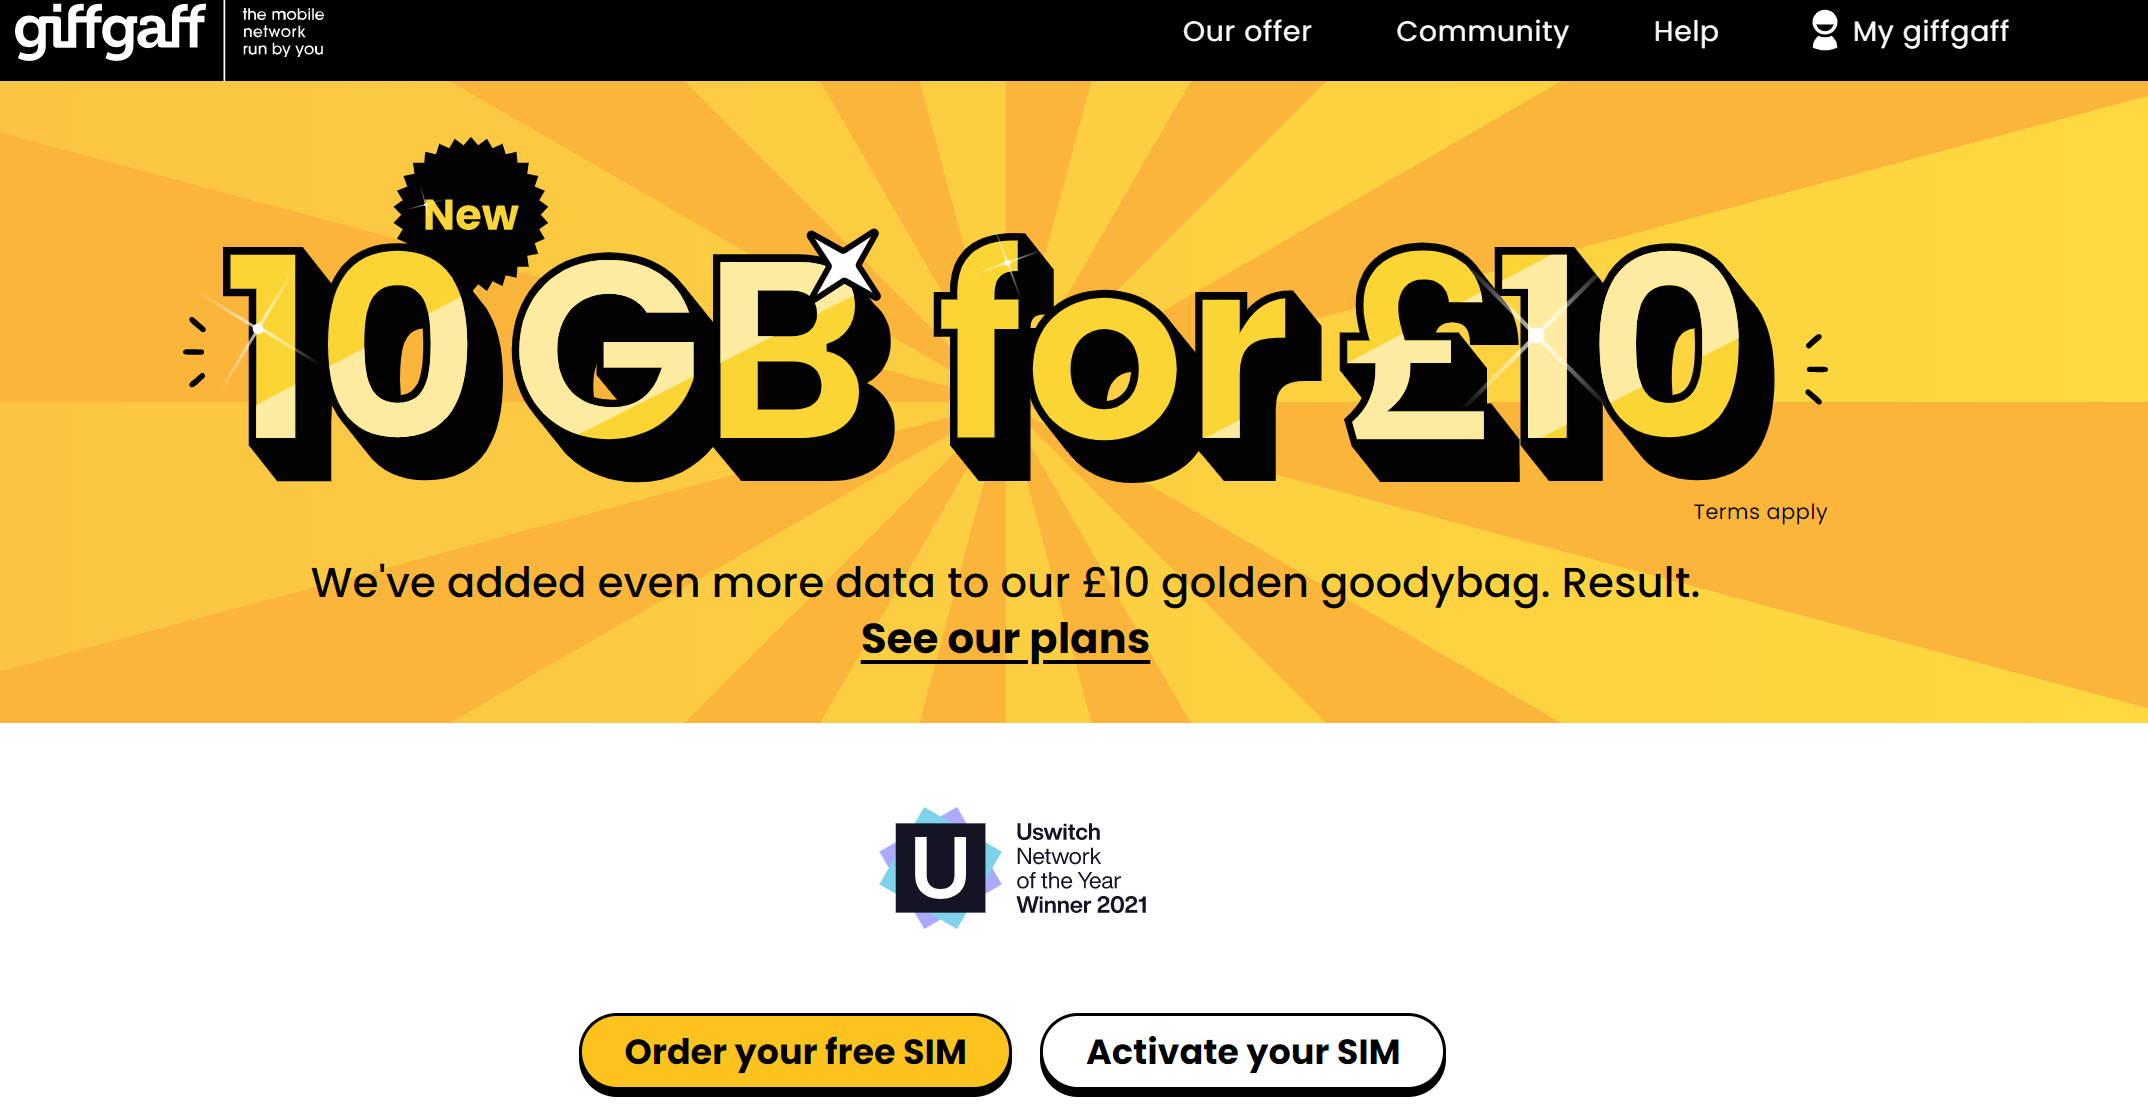 giffgaff
the mobile
network
run by you
Our offer
Community
Help
My giffgaff
New
10 GB for £10
Terms apply
We've added even more data to our £10 golden goodybag. Result.
See our plans
U
Uswitch
Network
of the Year
Winner 2021
Order your free SIM
Activate your SIM